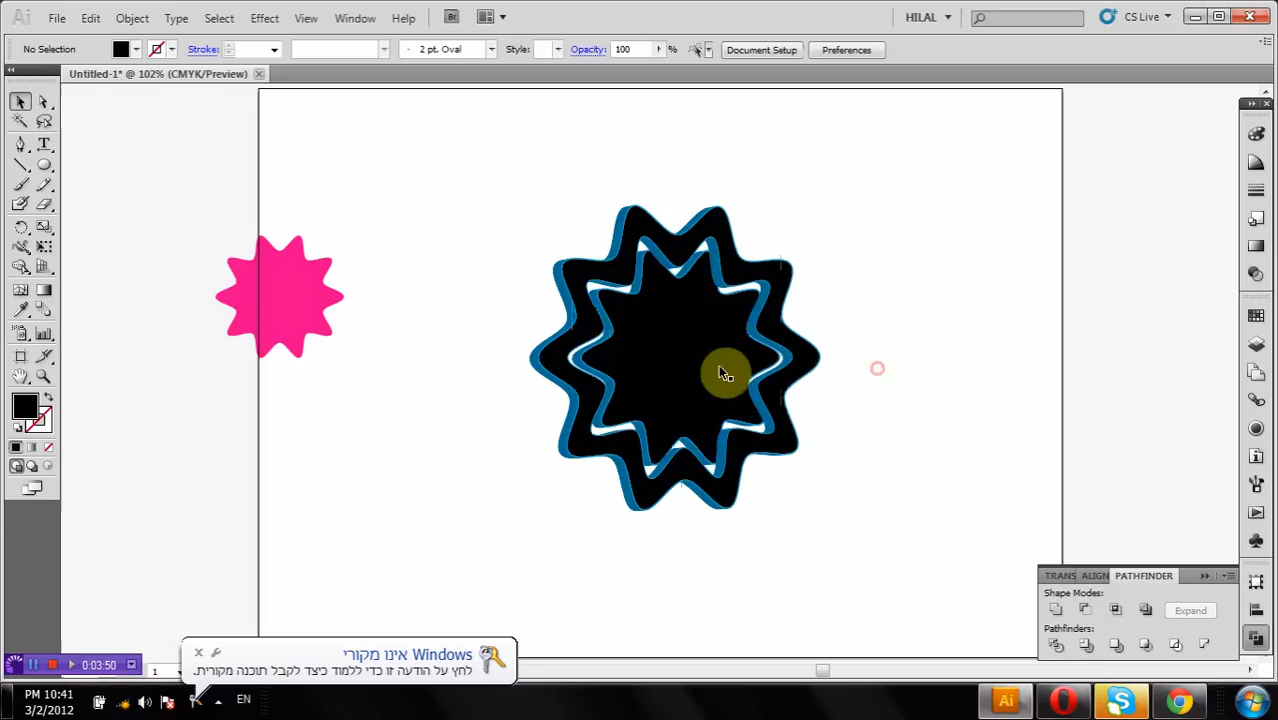 Ai File Edit Object Type Select Effect View Window Help Br HILAL CS Live
No Selection Stroke: 2 pt. Oval Style: Opacity: 100 % Document Setup Preferences
Untitled-1* @ 102% (CMYK/Preview)
TRANS ALIGN PATHFINDER
Shape Modes:
Expand
Pathfinders:
Windows אינו מקורי
לחץ על הודעה זו כדי ללמוד כיצד לקבל תוכנה מקורית.
03:50 1
PM 10:41
3/2/2012
EN
Ai